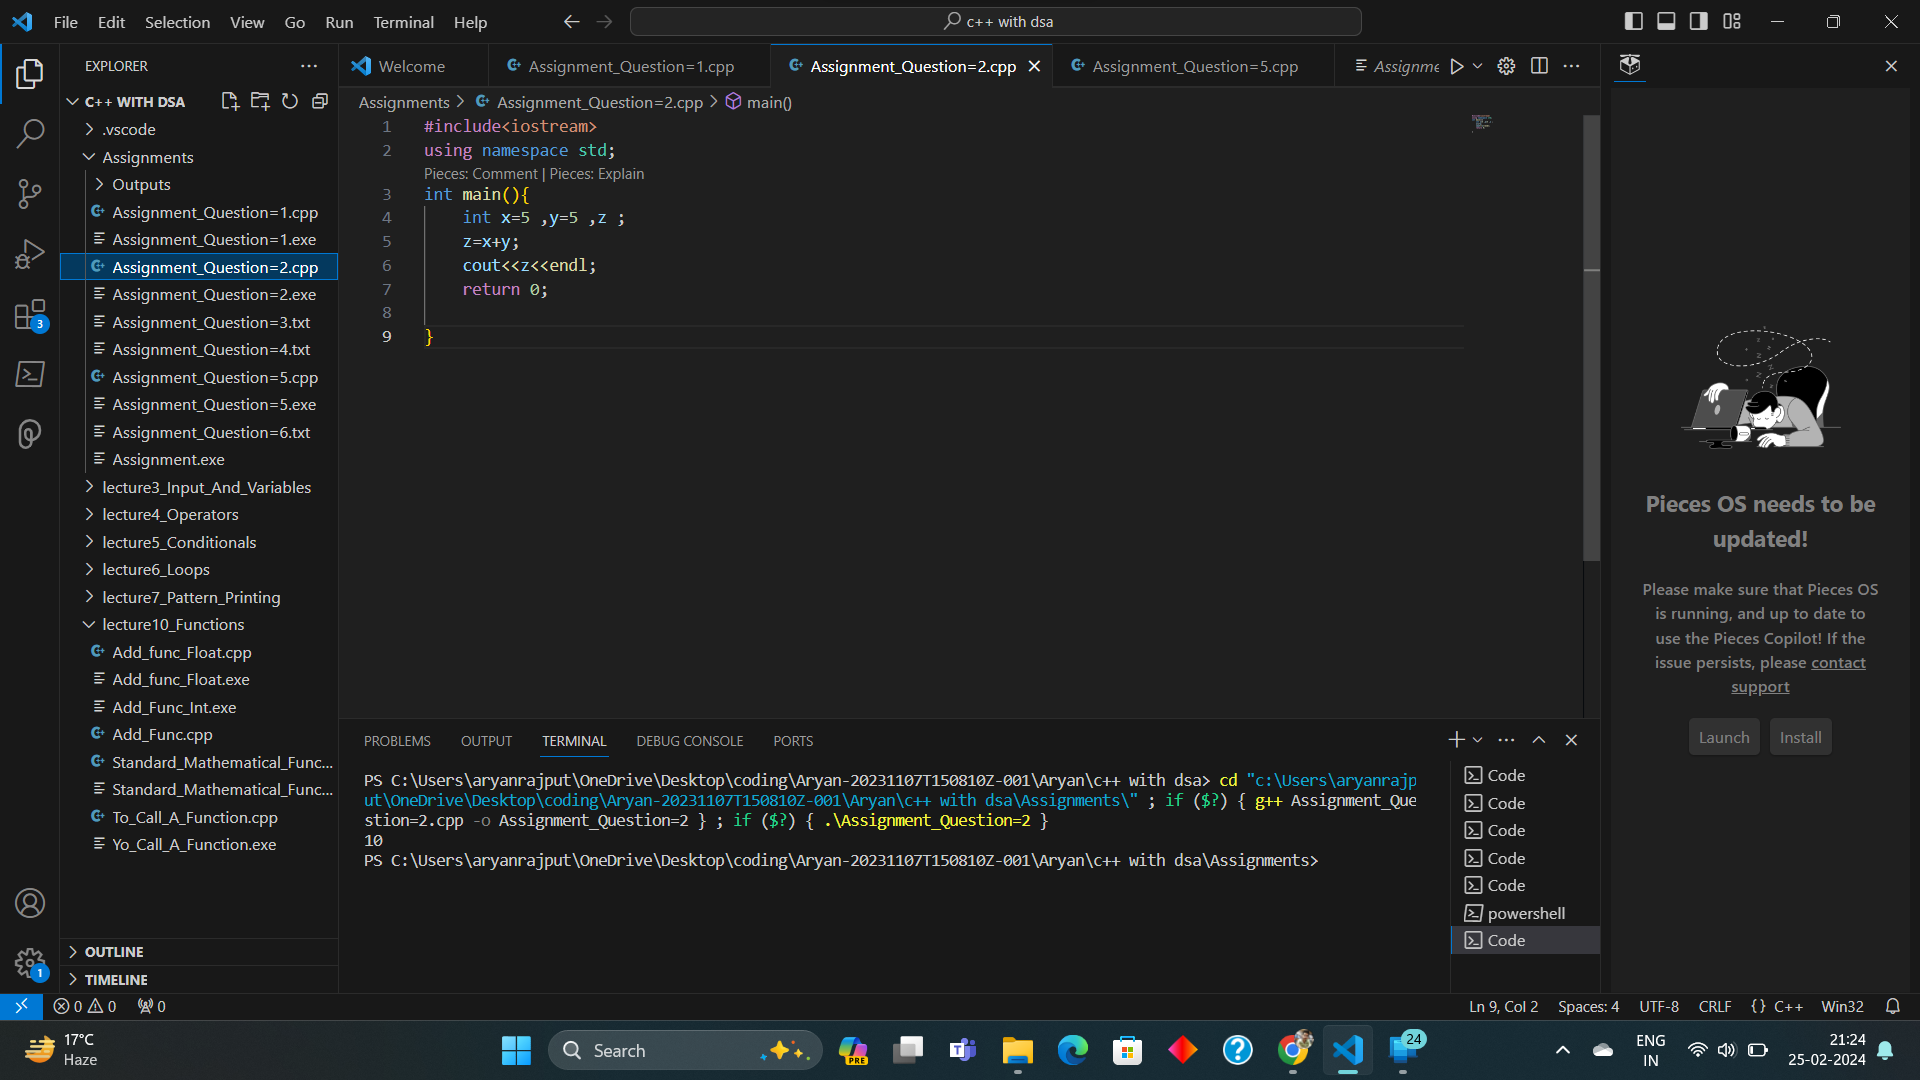 File Edit Selection View Go Run Terminal Help
c++ with dsa
EXPLORER
C++ WITH DSA
.vscode
Assignments
Outputs
Assignment_Question=1.cpp
Assignment_Question=1.exe
Assignment_Question=2.cpp
Assignment_Question=2.exe
Assignment_Question=3.txt
Assignment_Question=4.txt
Assignment_Question=5.cpp
Assignment_Question=5.exe
Assignment_Question=6.txt
Assignment.exe
lecture3_Input_And_Variables
lecture4_Operators
lecture5_Conditionals
lecture6_Loops
lecture7_Pattern_Printing
lecture10_Functions
Add_func_Float.cpp
Add_func_Float.exe
Add_Func_Int.exe
Add_Func.cpp
Standard_Mathematical_Func...
Standard_Mathematical_Func...
To_Call_A_Function.cpp
Yo_Call_A_Function.exe
OUTLINE
TIMELINE
3
1
Welcome Assignment_Question=1.cpp Assignment_Question=2.cpp Assignment_Question=5.cpp Assignme
Assignments > Assignment_Question=2.cpp > main()
1 #include<iostream>
2 using namespace std;
Pieces: Comment | Pieces: Explain
3 int main(){
4 int x=5 ,y=5 ,z ;
5 z=x+y;
6 cout<<z<<endl;
7 return 0;
8
9 }
PROBLEMS OUTPUT TERMINAL DEBUG CONSOLE PORTS
PS C:\Users\aryanrajput\OneDrive\Desktop\coding\Aryan-20231107T150810Z-001\Aryan\c++ with dsa> cd "c:\Users\aryanrajp
ut\OneDrive\Desktop\coding\Aryan-20231107T150810Z-001\Aryan\c++ with dsa\Assignments\" ; if ($?) { g++ Assignment_Que
stion=2.cpp -o Assignment_Question=2 } ; if ($?) { .\Assignment_Question=2 }
10
PS C:\Users\aryanrajput\OneDrive\Desktop\coding\Aryan-20231107T150810Z-001\Aryan\c++ with dsa\Assignments>
Code
Code
Code
Code
Code
powershell
Code
Pieces OS needs to be
updated!
Please make sure that Pieces OS
is running, and up to date to
use the Pieces Copilot! If the
issue persists, please contact
support
Launch Install
0 0 0
Ln 9, Col 2 Spaces: 4 UTF-8 CRLF {} C++ Win32
17°C
Haze
Search
PRE
24
ENG
IN
21:24
25-02-2024